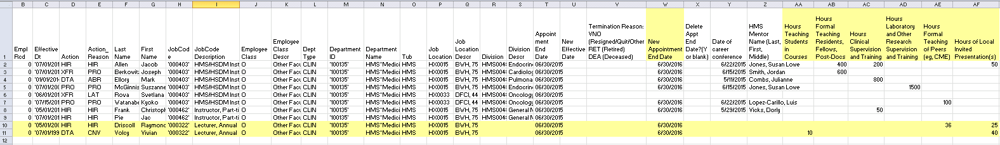 B C D E F G H I J K L M N O P Q R S T U V W X Y Z AA AB AC AD AE AF
1 Empl Rcd Effective Dt Action Action_Reason Last Name First Name JobCode JobCode Description Employee Class Employee Class Descr Dept Type Department ID Department Name Tub Job Location Job Location Descr Division Division Descr Appointment End Date New Effective Date Termination Reason: VNO (Resigned/Quit/Other RET (Retired) DEA (Deceased) New Appointment End Date Delete Appt End Date?(Y or blank) Date of career conference HMS Mentor Name (Last, First, Middle) Hours Teaching Students in Courses Hours Formal Teaching Residents, Fellows, Post-Docs Hours Clinical Supervision and Training Hours Laboratory and Other Research Supervision and Training Hours Formal Teaching of Peers (eg, CME) Hours of Local Invited Presentation(s)
2 0 '07/01/201 HIR HIR Allen Jacob '000403' HMS/HSDM Inst O Other Facu CLIN '100135' HMS^Medici HMS HX0015 BWH, 75 HMS004 Endocrin 06/30/2015 6/30/2016 6/22/2015 Jones, Susan Lowe 400 200 50
3 0 '07/01/201 XFR PRO Berkowit Joseph '000403' HMS/HSDM Inst O Other Facu CLIN '100135' HMS^Medici HMS HX0015 BWH, 75 HMS004 Cardiolog 06/30/2015 6/30/2016 6/15/2015 Smith, Jordan 600
4 0 '01/01/201 DTA ABR Ellory Mark '000403' HMS/HSDM Inst O Other Facu CLIN '100135' HMS^Medici HMS HX0015 BWH, 75 HMS004 Pulmona 06/30/2015 6/30/2016 5/11/2015 Combs, Julianne 800
5 0 '07/01/200 PRO PRO McGinnis Suzanne '000403' HMS/HSDM Inst O Other Facu CLIN '100135' HMS^Medici HMS HX0015 BWH, 75 HMS004 Endocrin 06/30/2015 6/30/2016 6/15/2015 Jones, Susan Lowe 1500
6 0 '06/01/201 XFR LAT Rova Svetlana '000403' HMS/HSDM Inst O Other Facu CLIN '100135' HMS^Medici HMS HX0033 DFCI, 44 HMS004 Oncology 06/30/2015
7 0 '07/15/201 PRO PRO Watanabe Kyoko '000403' HMS/HSDM Inst O Other Facu CLIN '100135' HMS^Medici HMS HX0033 DFCI, 44 HMS004 Oncology 06/30/2015 6/30/2016 6/22/2015 Lopez-Carillo, Luis 100
8 0 '05/01/201 HIR HIR Frank Christoph '000462' Instructor, Part-ti O Other Facu CLIN '100135' HMS^Medici HMS HX0015 BWH, 75 HMS004 General M 06/30/2015 6/30/2016 5/29/2015 Vicks, Dorly 50
9 0 '07/01/201 HIR HIR Pie Jac '000462' Instructor, Part-ti O Other Facu CLIN '100135' HMS^Medici HMS HX0015 BWH, 75 HMS004 General M 06/30/2015
10 0 '05/01/200 HIR HIR Driscoll Raymond '000322' Lecturer, Annual O Other Facu CLIN '100135' HMS^Medici HMS HX0015 BWH, 75 06/30/2015 6/30/2016 36 25
11 0 '07/01/199 DTA CNV Volcy Vivian '000322' Lecturer, Annual O Other Facu CLIN '100135' HMS^Medici HMS HX0015 BWH, 75 06/30/2015 6/30/2016 10 40
12